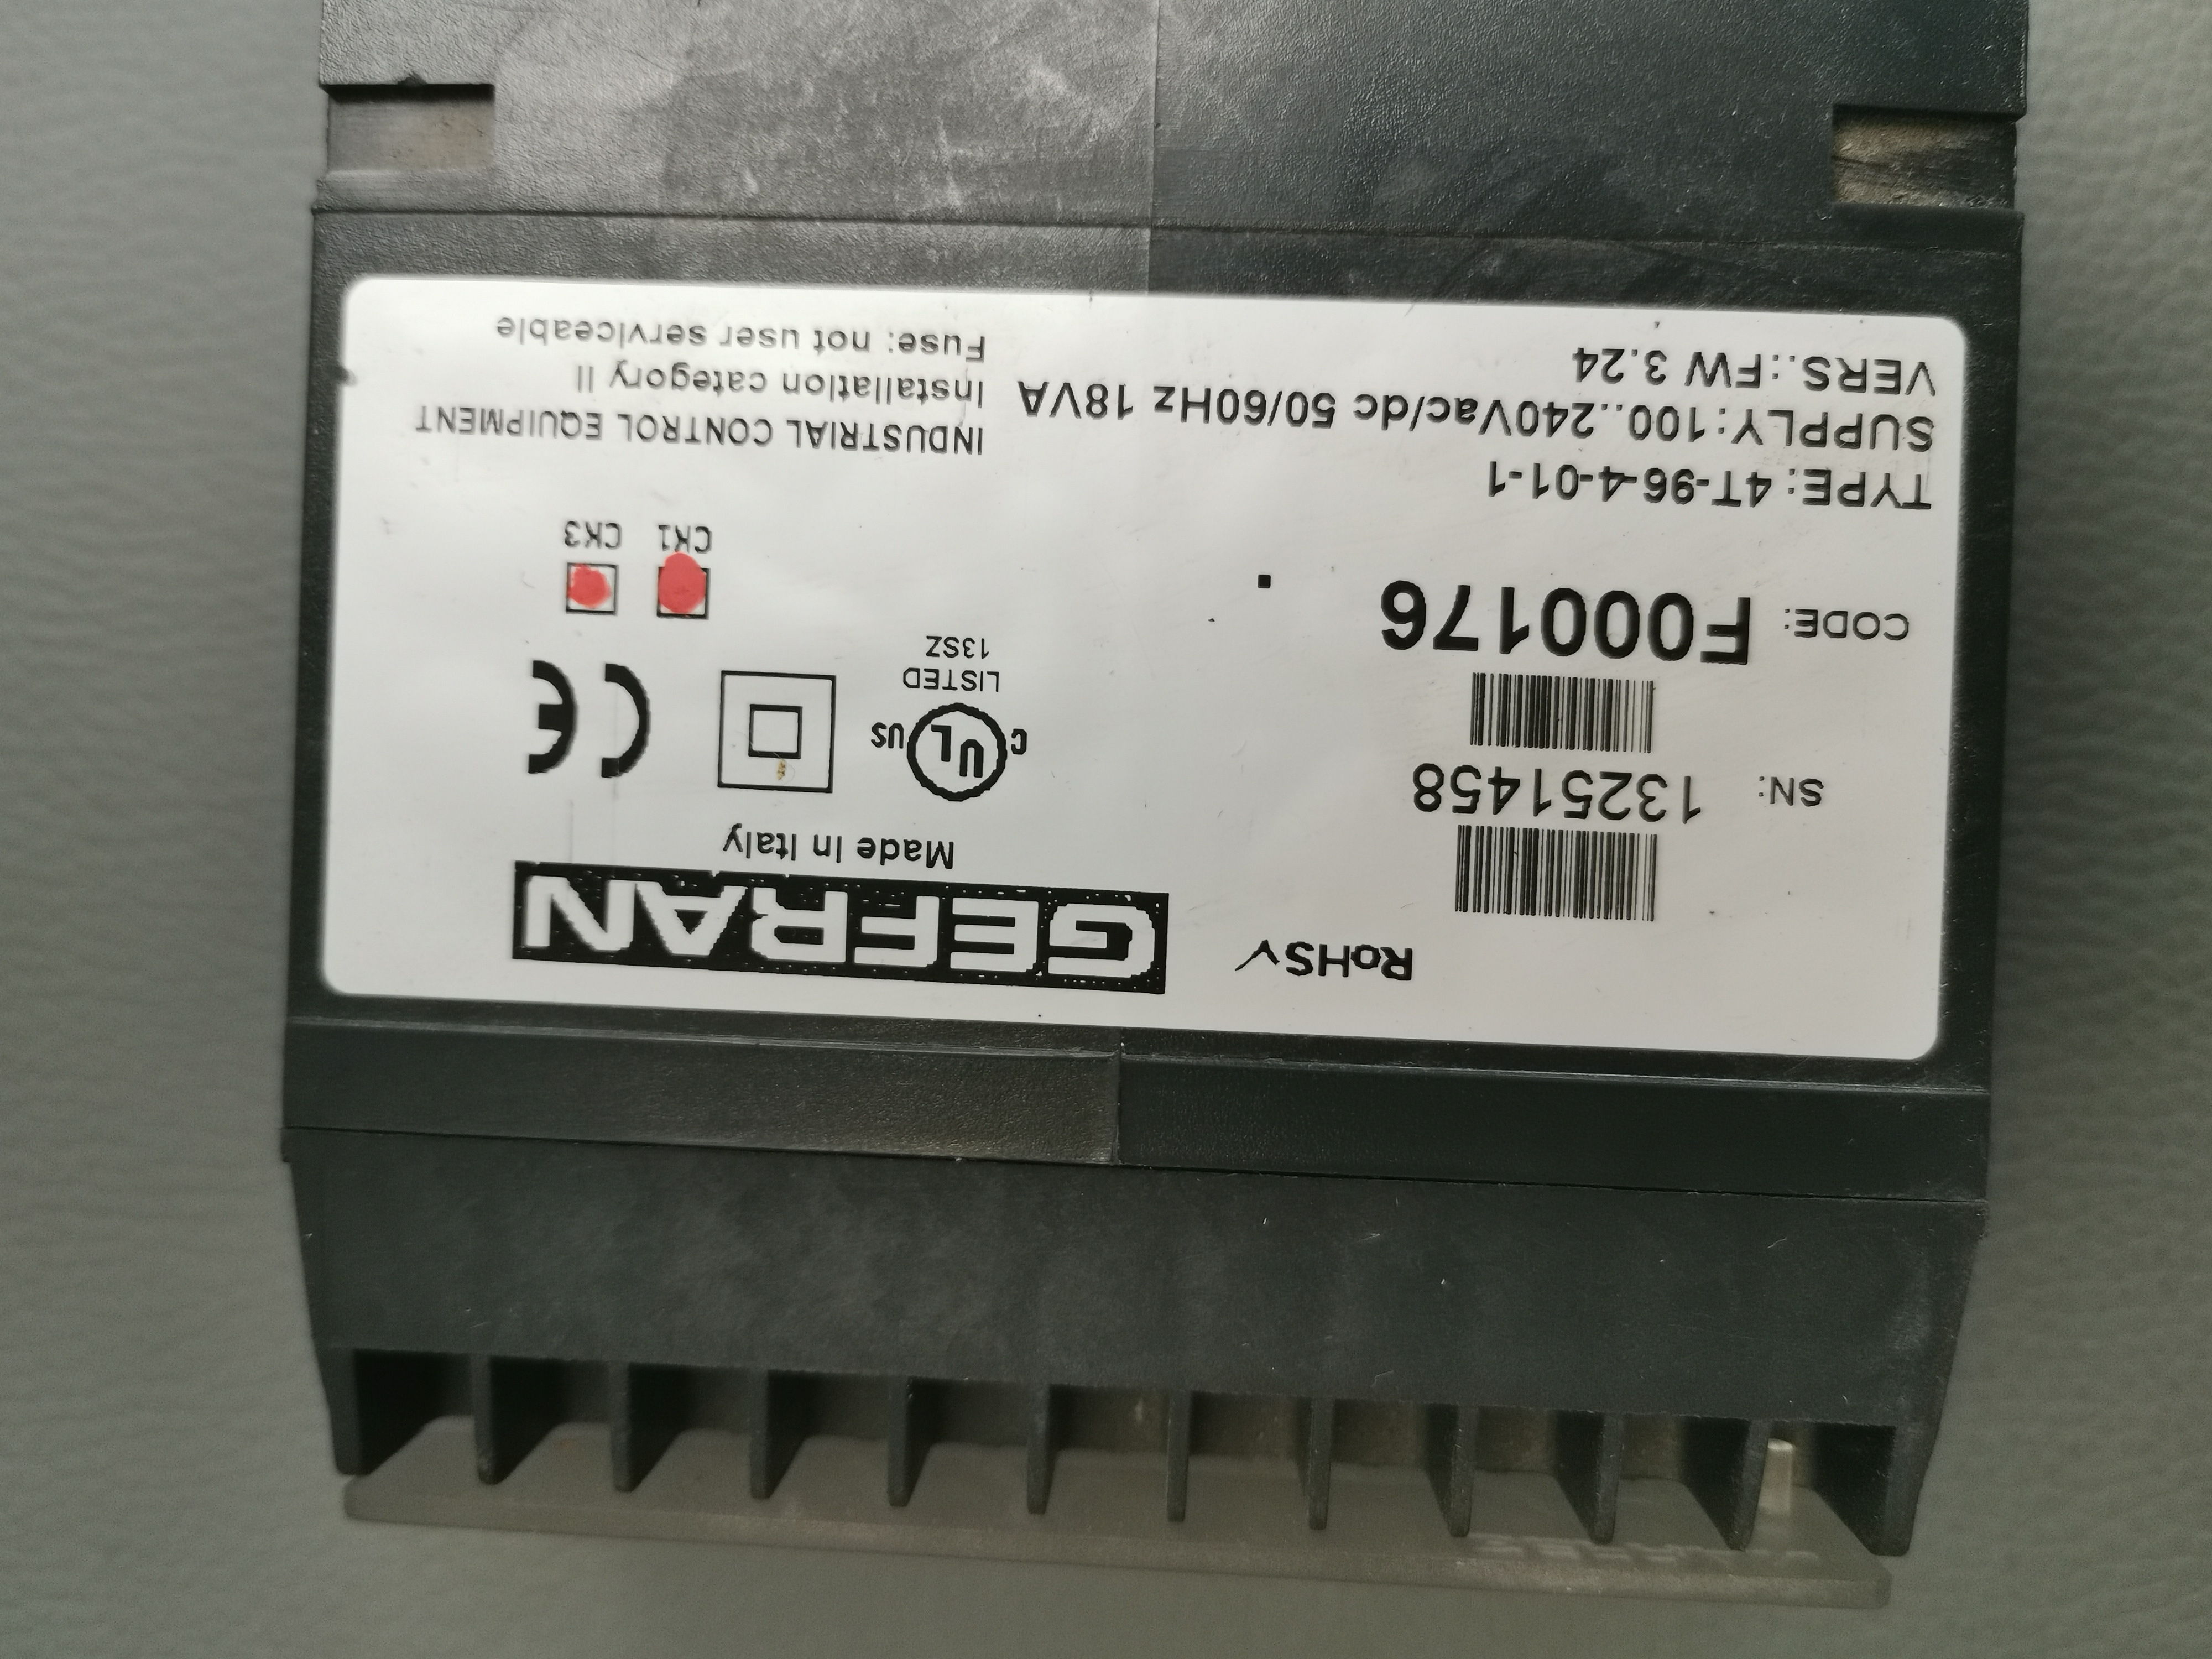 GEFRAN
Made in Italy
RoHS
SN: 13251458
CODE: F000176
C UL US
LISTED
13SZ
CE
CK1 CK3
TYPE: 4T-96-4-01-1
SUPPLY:100..240Vac/dc 50/60Hz 18VA
VERS.:FW 3.24
INDUSTRIAL CONTROL EQUIPMENT
Installation category II
Fuse: not user serviceable